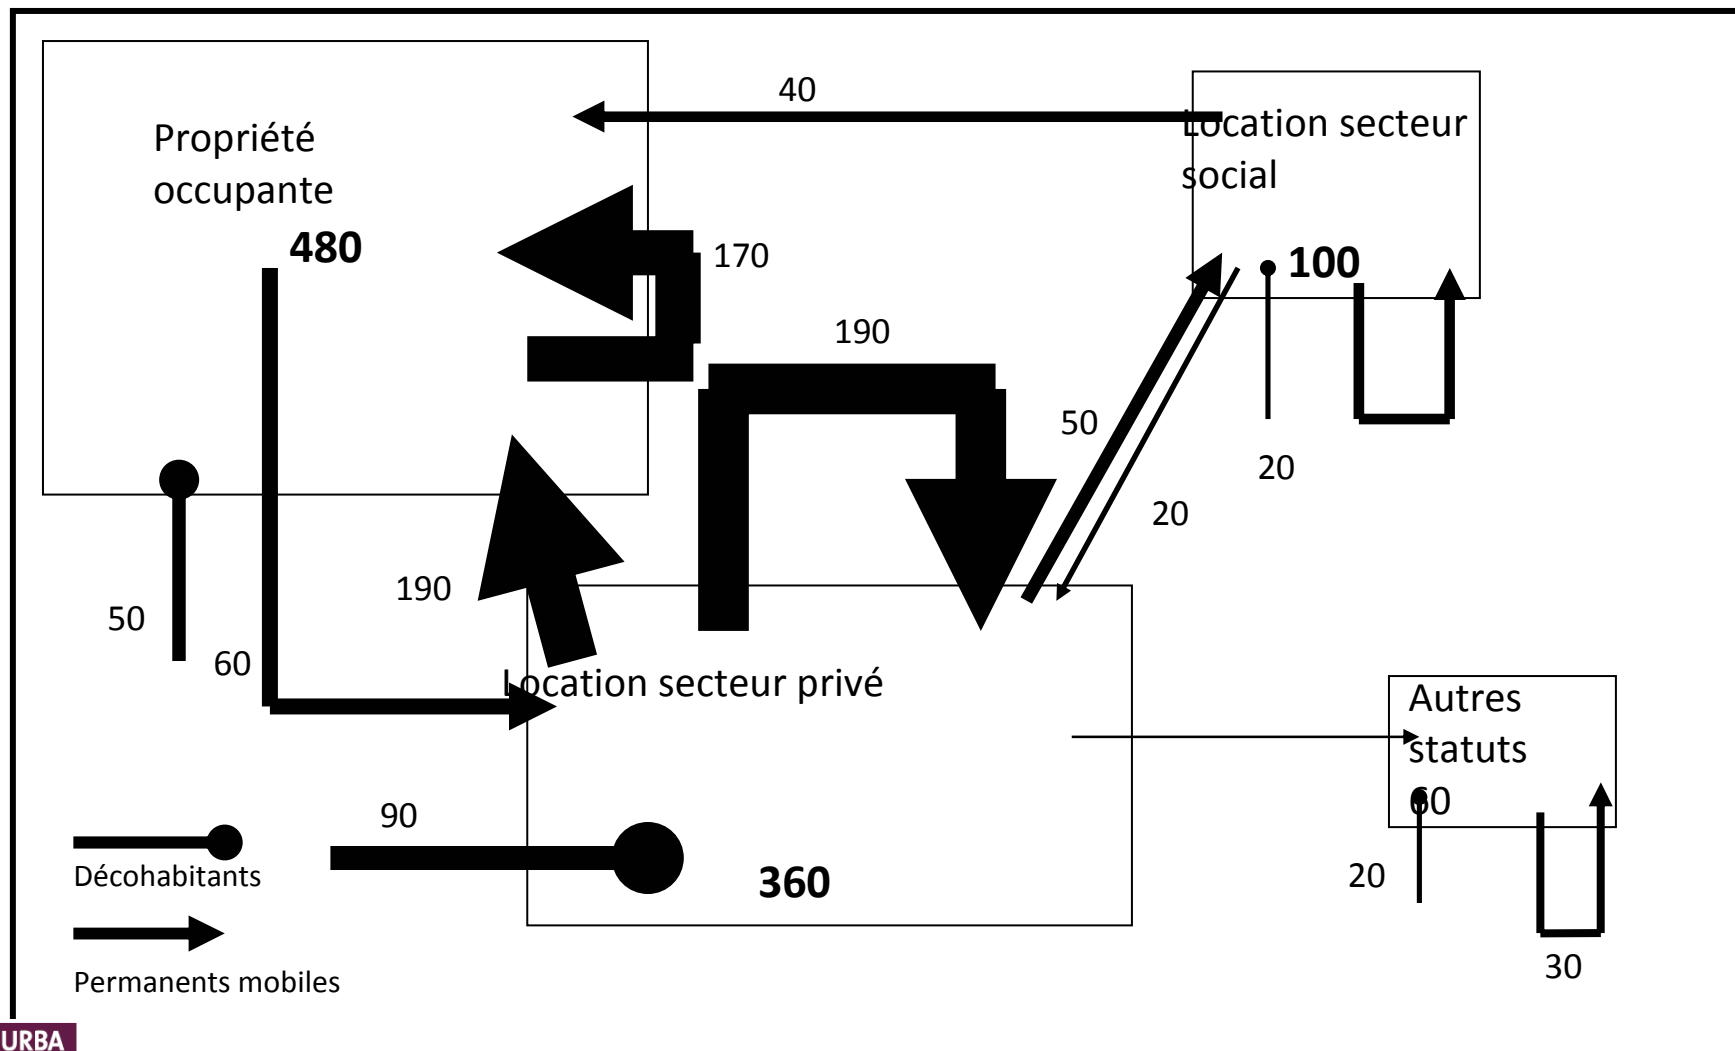 40
Propriété
occupante
480
Location secteur
social
100
170
190
50
20
20
190
50
60
Location secteur privé
Autres
statuts
60
90
360
20
30
Décohabitants
Permanents mobiles
URBA